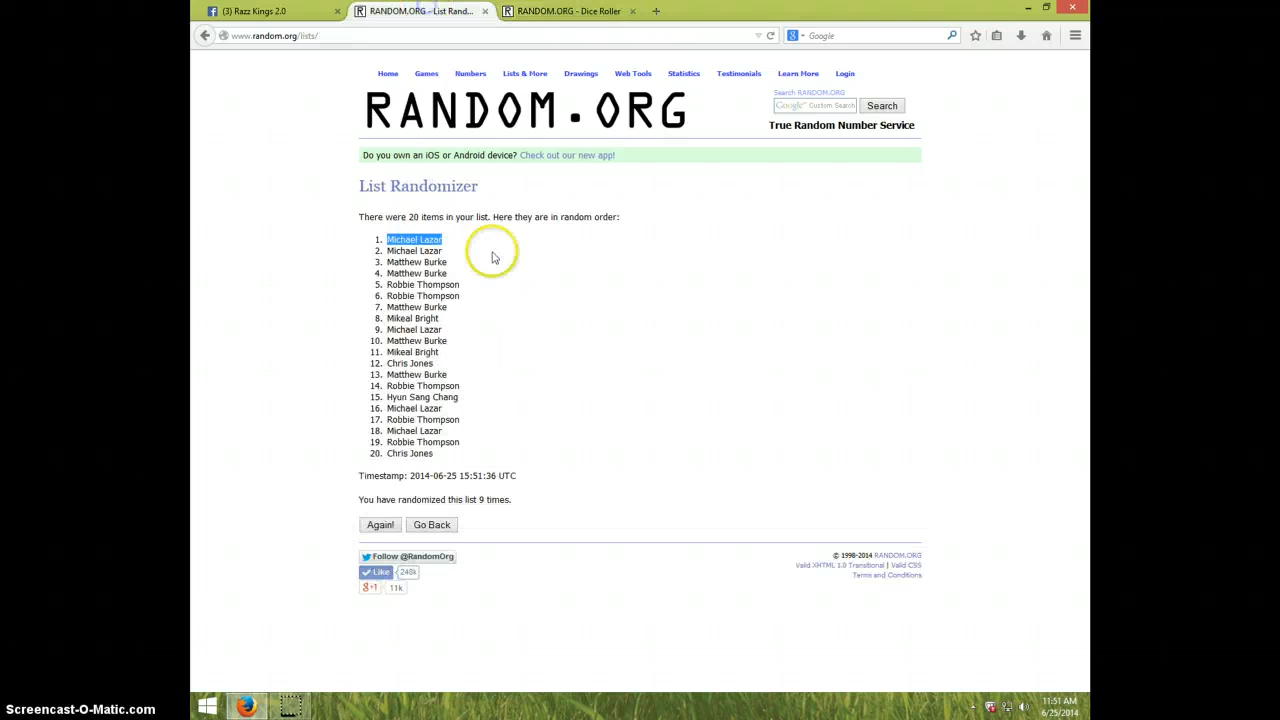 (3) Razz Kings 2.0
RANDOM.ORG - List Rand...
RANDOM.ORG - Dice Roller
www.random.org/lists/
Google
Home Games Numbers Lists & More Drawings Web Tools Statistics Testimonials Learn More Login
RANDOM.ORG
Search RANDOM.ORG
Google™ Custom Search
Search
True Random Number Service
Do you own an iOS or Android device? Check out our new app!
List Randomizer
There were 20 items in your list. Here they are in random order:
1. Michael Lazar
2. Michael Lazar
3. Matthew Burke
4. Matthew Burke
5. Robbie Thompson
6. Robbie Thompson
7. Matthew Burke
8. Mikeal Bright
9. Michael Lazar
10. Matthew Burke
11. Mikeal Bright
12. Chris Jones
13. Matthew Burke
14. Robbie Thompson
15. Hyun Sang Chang
16. Michael Lazar
17. Robbie Thompson
18. Michael Lazar
19. Robbie Thompson
20. Chris Jones
Timestamp: 2014-06-25 15:51:36 UTC
You have randomized this list 9 times.
Again! Go Back
Follow @RandomOrg
Like 248k
g+1 11k
© 1998-2014 RANDOM.ORG
Valid XHTML 1.0 Transitional | Valid CSS
Terms and Conditions
11:51 AM
6/25/2014
Screencast-O-Matic.com